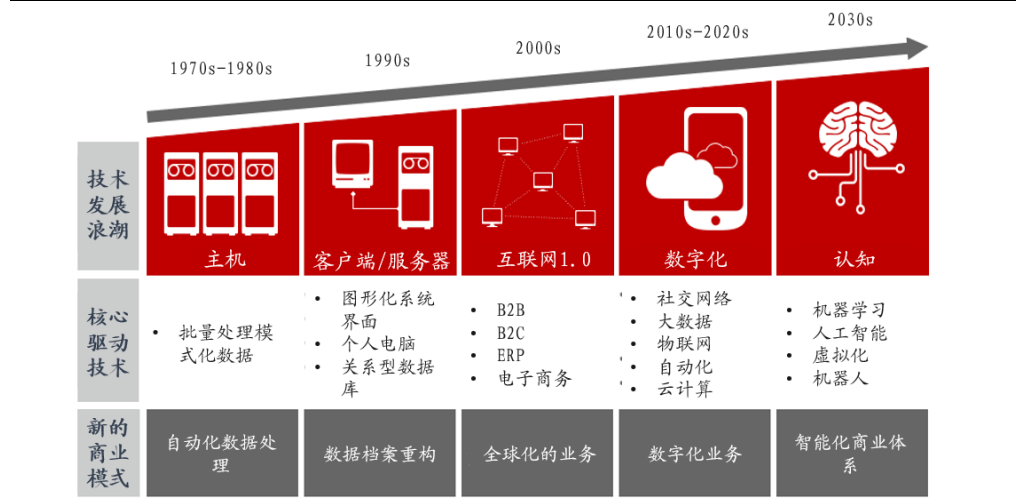 1970s-1980s
1990s
2000s
2010s-2020s
2030s
技术
发展
浪潮
主机
客户端/服务器
互联网1.0
数字化
认知
核心
驱动
技术
• 批量处理模
式化数据
• 图形化系统
界面
• 个人电脑
• 关系型数据
库
• B2B
• B2C
• ERP
• 电子商务
• 社交网络
• 大数据
• 物联网
• 自动化
• 云计算
• 机器学习
• 人工智能
• 虚拟化
• 机器人
新的
商业
模式
自动化数据处
理
数据档案重构
全球化的业务
数字化业务
智能化商业体
系